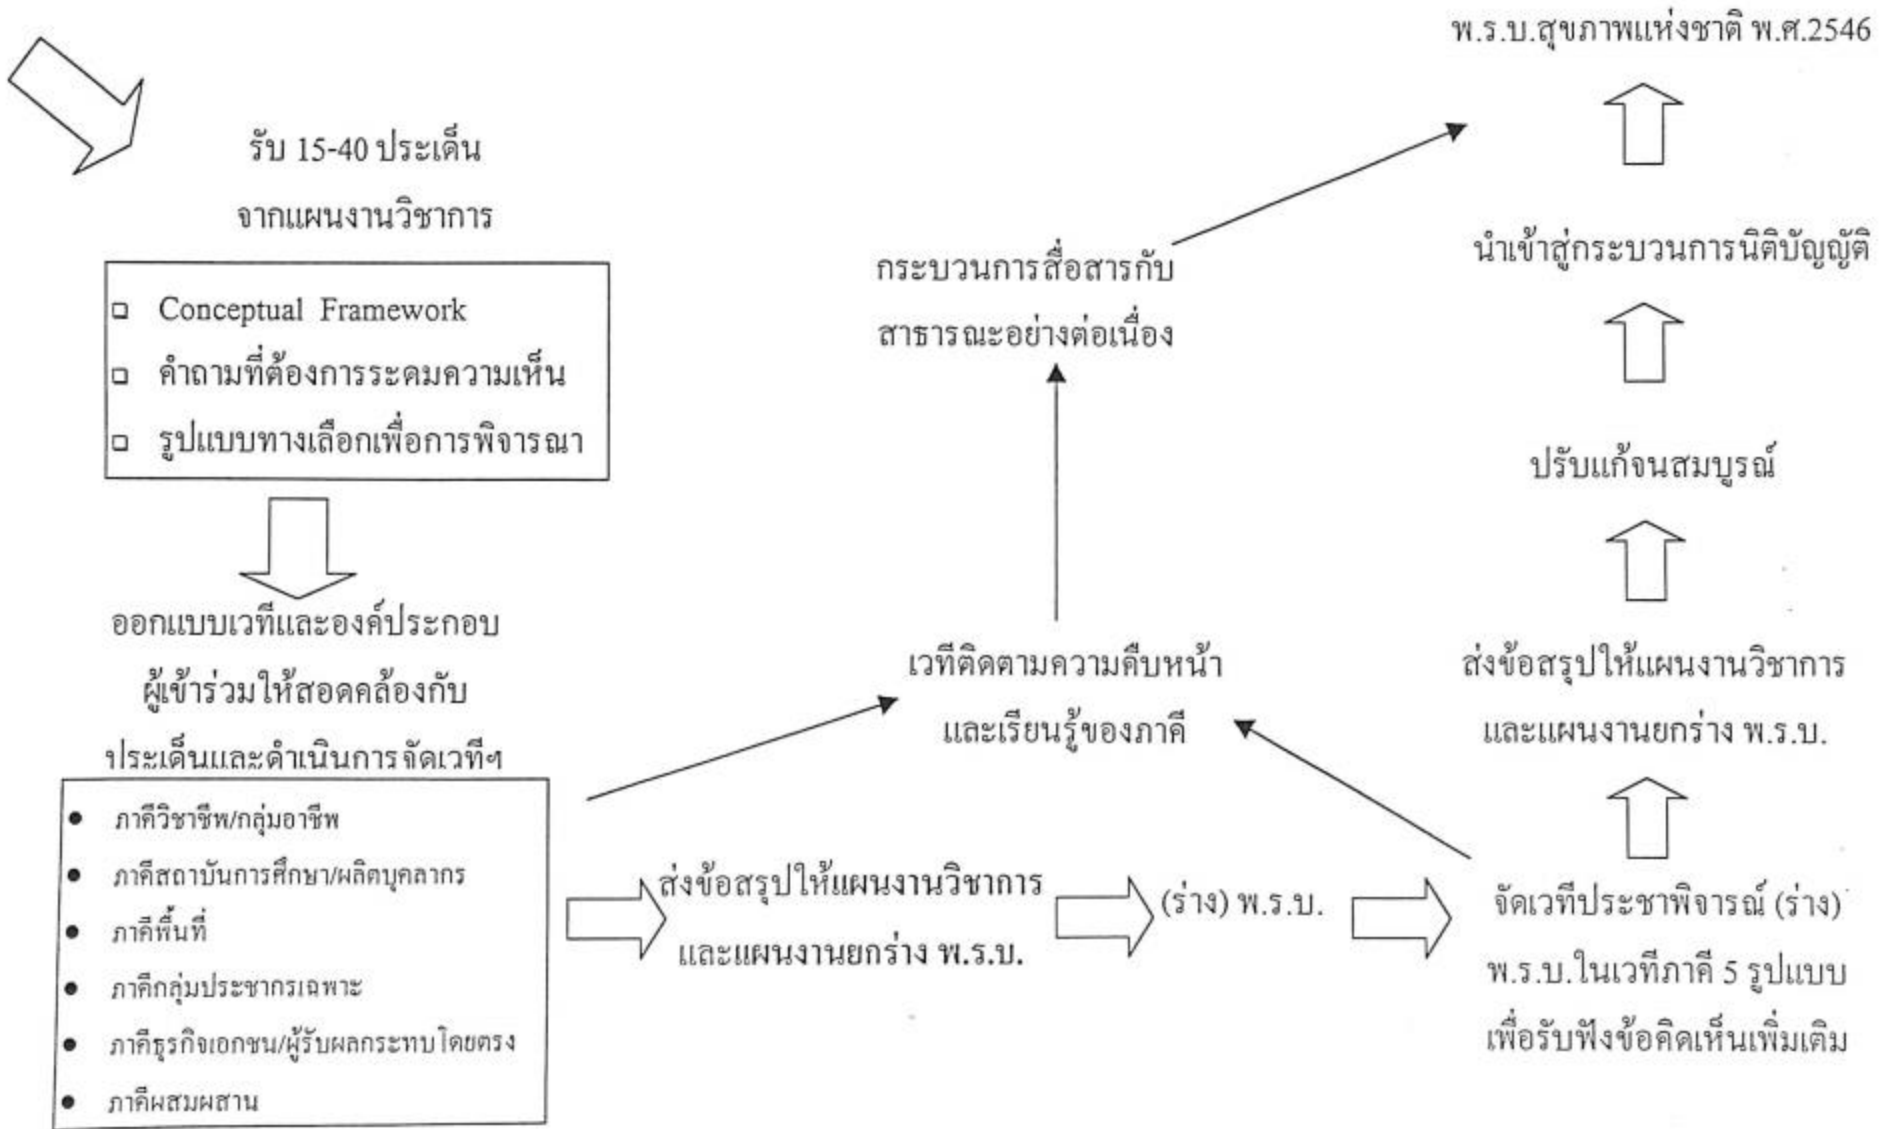 รับ 15-40 ประเด็น
จากแผนงานวิชาการ
Conceptual Framework
คำถามที่ต้องการระดมความเห็น
รูปแบบทางเลือกเพื่อการพิจารณา
ออกแบบเวทีและองค์ประกอบ
ผู้เข้าร่วมให้สอดคล้องกับ
ประเด็นและดำเนินการจัดเวทีฯ
ภาคีวิชาชีพ/กลุ่มอาชีพ
ภาคีสถาบันการศึกษา/ผลิตบุคลากร
ภาคีพื้นที่
ภาคีกลุ่มประชากรเฉพาะ
ภาคีธุรกิจเอกชน/ผู้รับผลกระทบโดยตรง
ภาคีผสมผสาน
ส่งข้อสรุปให้แผนงานวิชาการ
และแผนงานยกร่าง พ.ร.บ.
(ร่าง) พ.ร.บ.
จัดเวทีประชาพิจารณ์ (ร่าง)
พ.ร.บ.ในเวทีภาคี 5 รูปแบบ
เพื่อรับฟังข้อคิดเห็นเพิ่มเติม
เวทีติดตามความคืบหน้า
และเรียนรู้ของภาคี
กระบวนการสื่อสารกับ
สาธารณะอย่างต่อเนื่อง
ส่งข้อสรุปให้แผนงานวิชาการ
และแผนงานยกร่าง พ.ร.บ.
ปรับแก้จนสมบูรณ์
นำเข้าสู่กระบวนการนิติบัญญัติ
พ.ร.บ.สุขภาพแห่งชาติ พ.ศ.2546